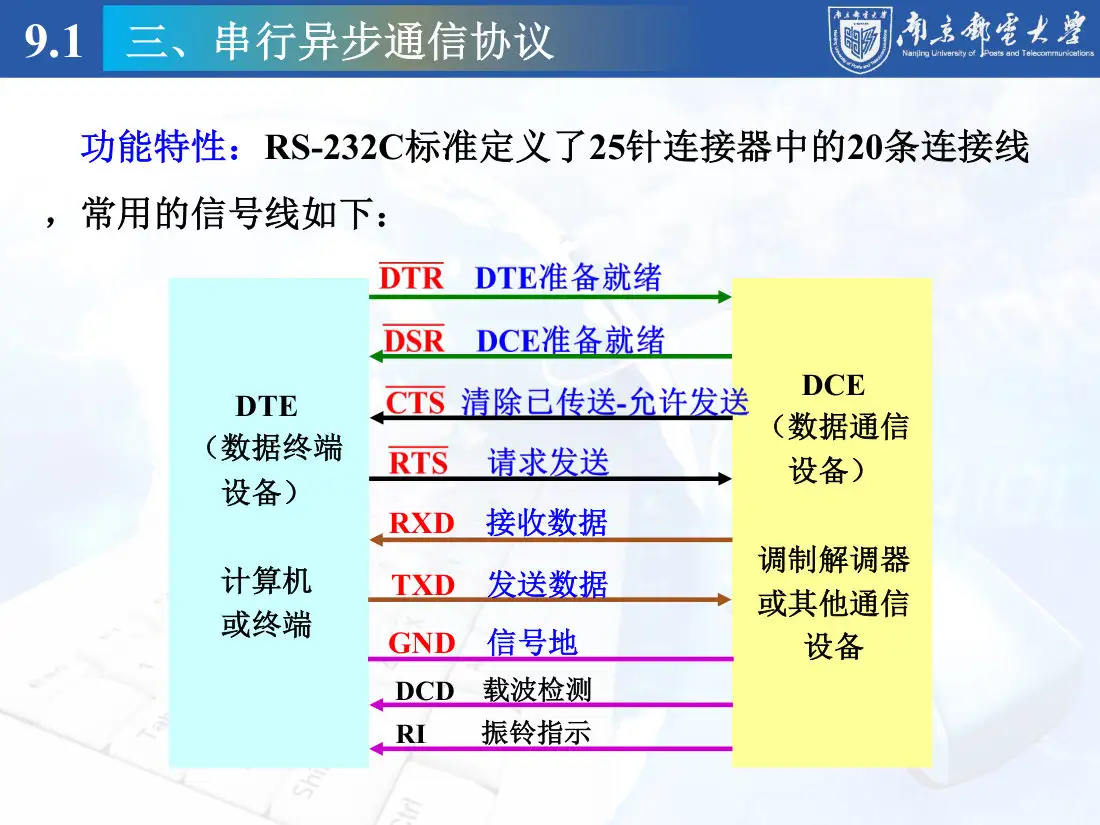 9.1 三、串行异步通信协议
南京邮电大学
Nanjing University of Posts and Telecommunications
功能特性：RS-232C标准定义了25针连接器中的20条连接线
，常用的信号线如下：
DTR DTE准备就绪
DSR DCE准备就绪
CTS 清除已传送-允许发送
RTS 请求发送
RXD 接收数据
TXD 发送数据
GND 信号地
DCD 载波检测
RI 振铃指示
DTE
（数据终端
设备）
计算机
或终端
DCE
（数据通信
设备）
调制解调器
或其他通信
设备